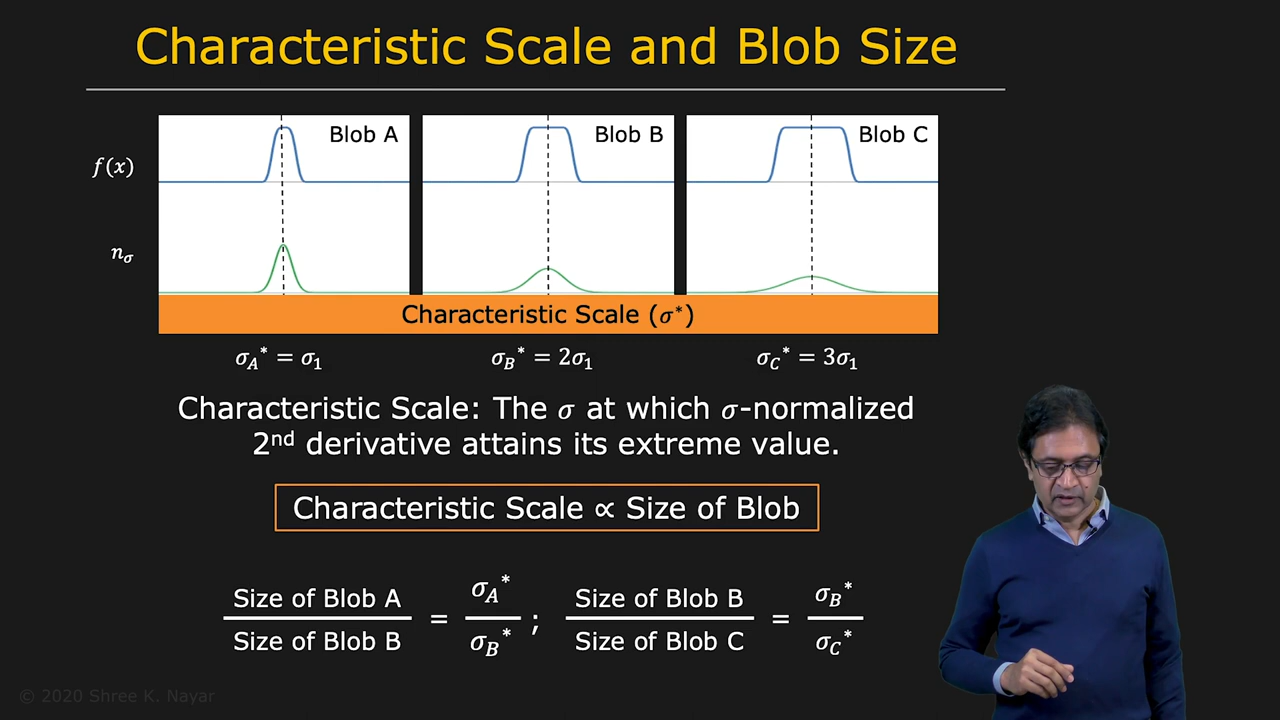 Characteristic Scale and Blob Size
Blob A
Blob B
Blob C
f(x)
n_σ
Characteristic Scale (σ*)
σ_A* = σ_1
σ_B* = 2σ_1
σ_C* = 3σ_1
Characteristic Scale: The σ at which σ-normalized
2nd derivative attains its extreme value.
Characteristic Scale ∝ Size of Blob
Size of Blob A / Size of Blob B = σ_A* / σ_B* ; Size of Blob B / Size of Blob C = σ_B* / σ_C*
© 2020 Shree K. Nayar